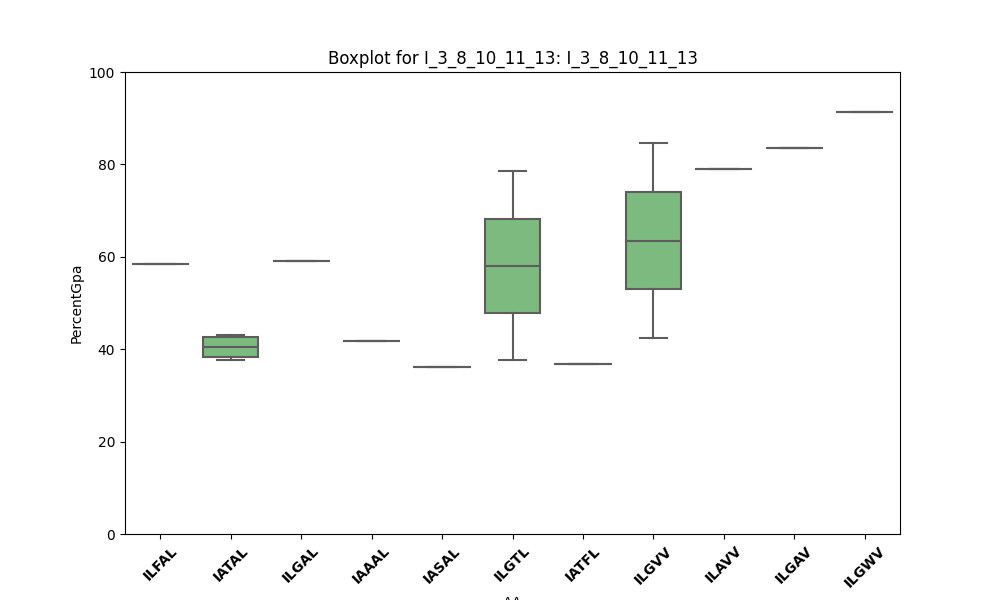 Boxplot for I_3_8_10_11_13: I_3_8_10_11_13
100
80
60
40
20
0
PercentGpa
ILFAL
IATAL
ILGAL
IAAAL
IASAL
ILGTL
IATFL
ILGVV
ILAVV
ILGAV
ILGWV